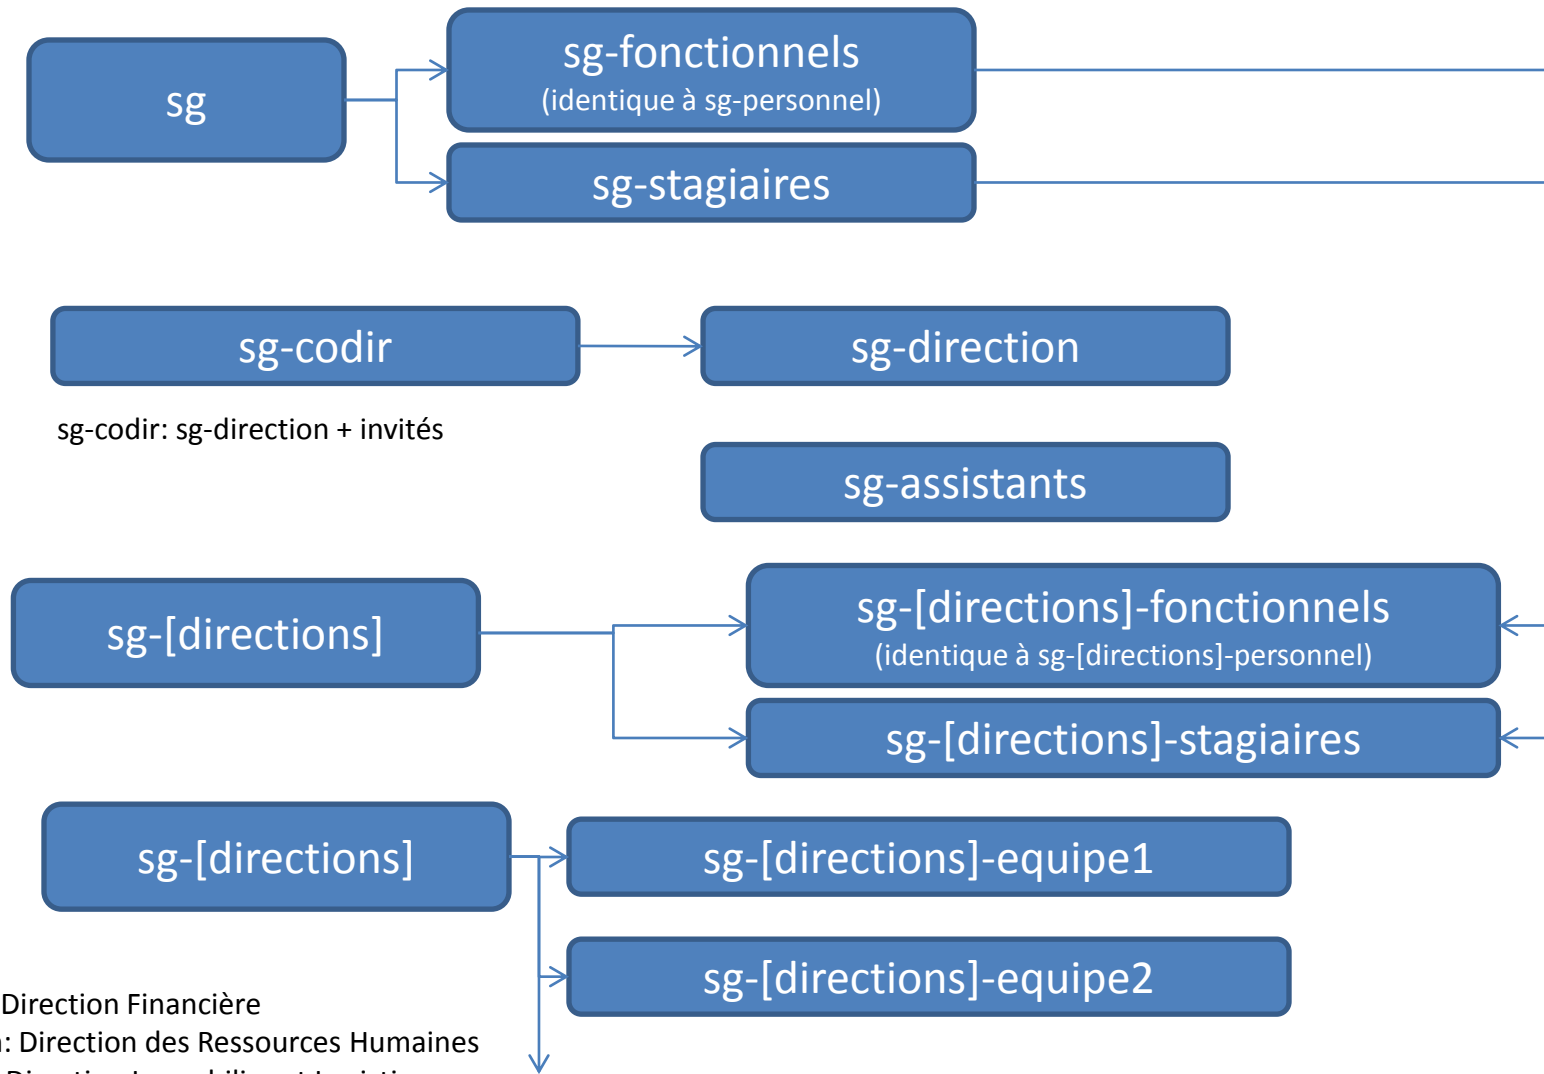 sg
sg-fonctionnels
(identique à sg-personnel)
sg-stagiaires
sg-codir
sg-direction
sg-codir: sg-direction + invités
sg-assistants
sg-[directions]
sg-[directions]-fonctionnels
(identique à sg-[directions]-personnel)
sg-[directions]-stagiaires
sg-[directions]
sg-[directions]-equipe1
sg-[directions]-equipe2
Direction Financière
: Direction des Ressources Humaines